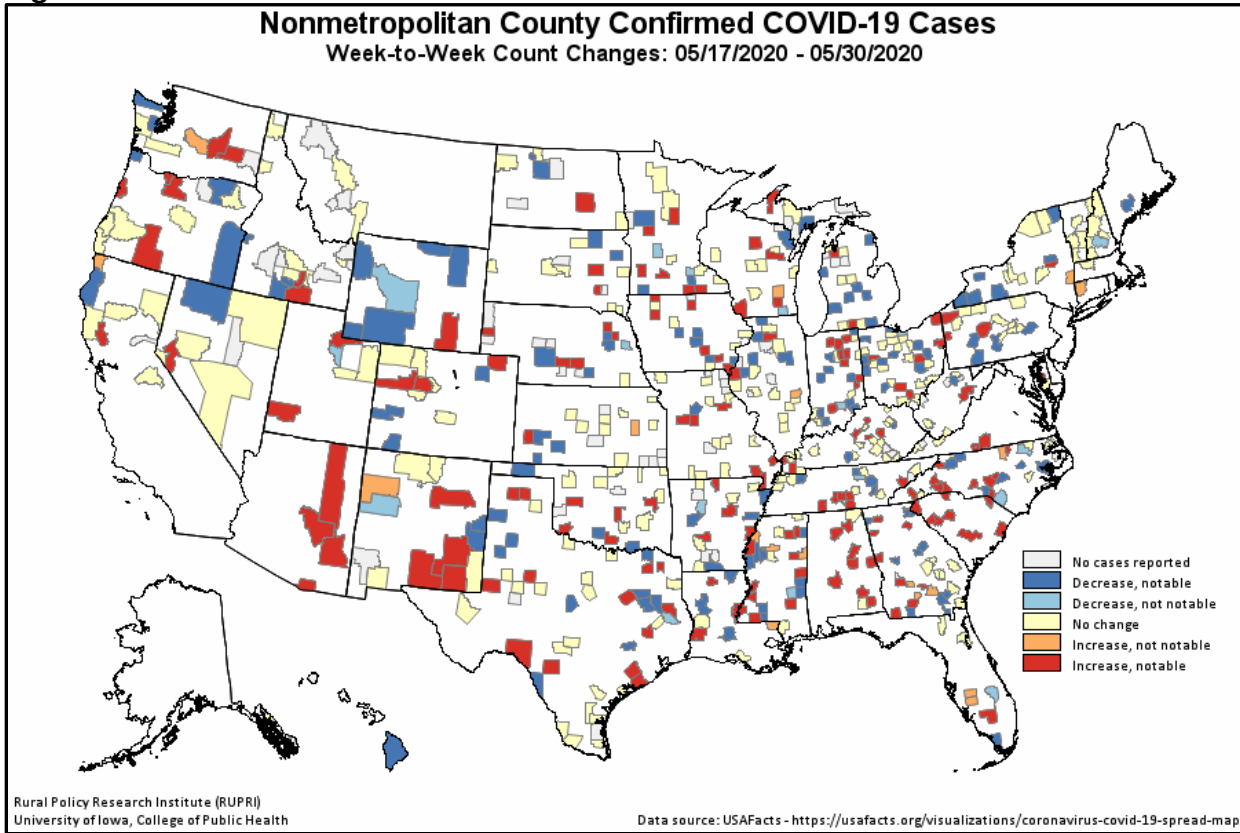 Nonmetropolitan County Confirmed COVID-19 Cases
Week-to-Week Count Changes: 05/17/2020 - 05/30/2020
No cases reported
Decrease, notable
Decrease, not notable
No change
Increase, not notable
Increase, notable
Rural Policy Research Institute (RUPRI)
University of Iowa, College of Public Health
Data source: USAFacts - https://usafacts.org/visualizations/coronavirus-covid-19-spread-map